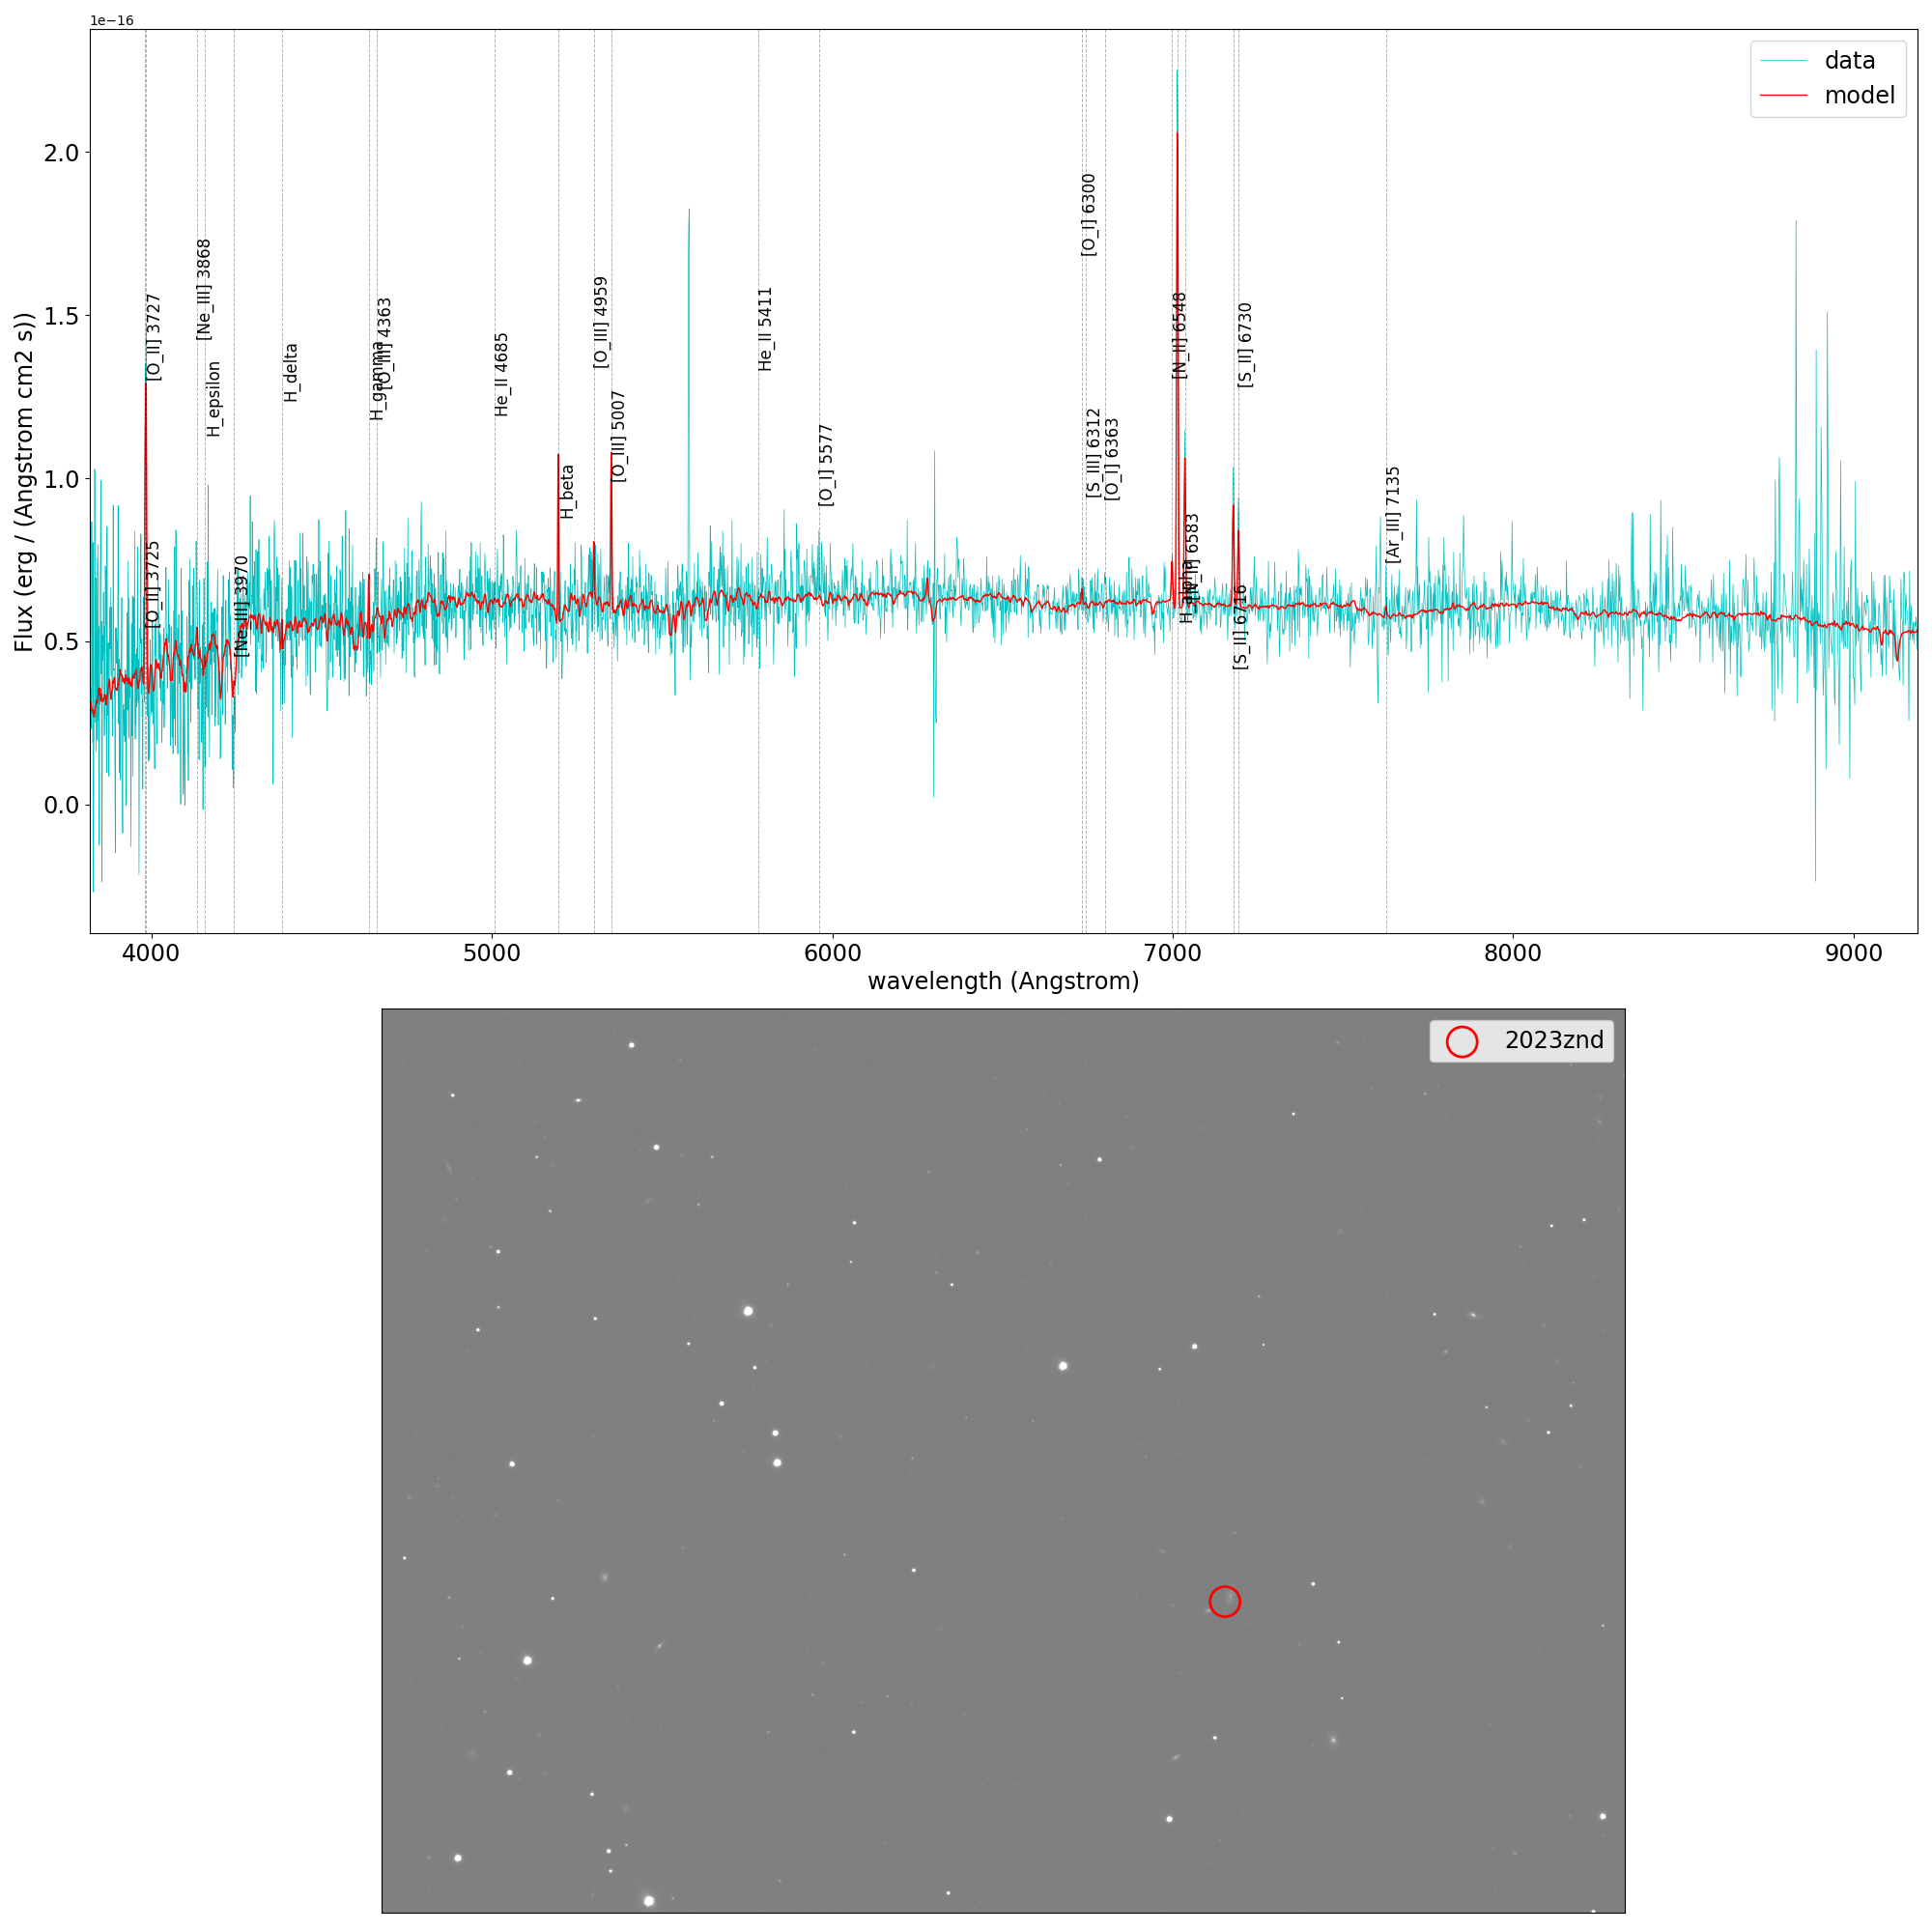 1e−16
data
model
Flux (erg / (Angstrom cm2 s))
2.0
1.5
1.0
0.5
0.0
[O_II] 3727
[O_II] 3725
[Ne_III] 3868
H_epsilon
[Ne_III] 3970
H_delta
H_gamma
[O_III] 4363
He_II 4685
H_beta
[O_III] 4959
[O_III] 5007
He_II 5411
[O_I] 5577
[O_I] 6300
[S_III] 6312
[O_I] 6363
[N_II] 6548
H_alpha
[N_II] 6583
[S_II] 6716
[S_II] 6730
[Ar_III] 7135
4000 5000 6000 7000 8000 9000
wavelength (Angstrom)
2023znd